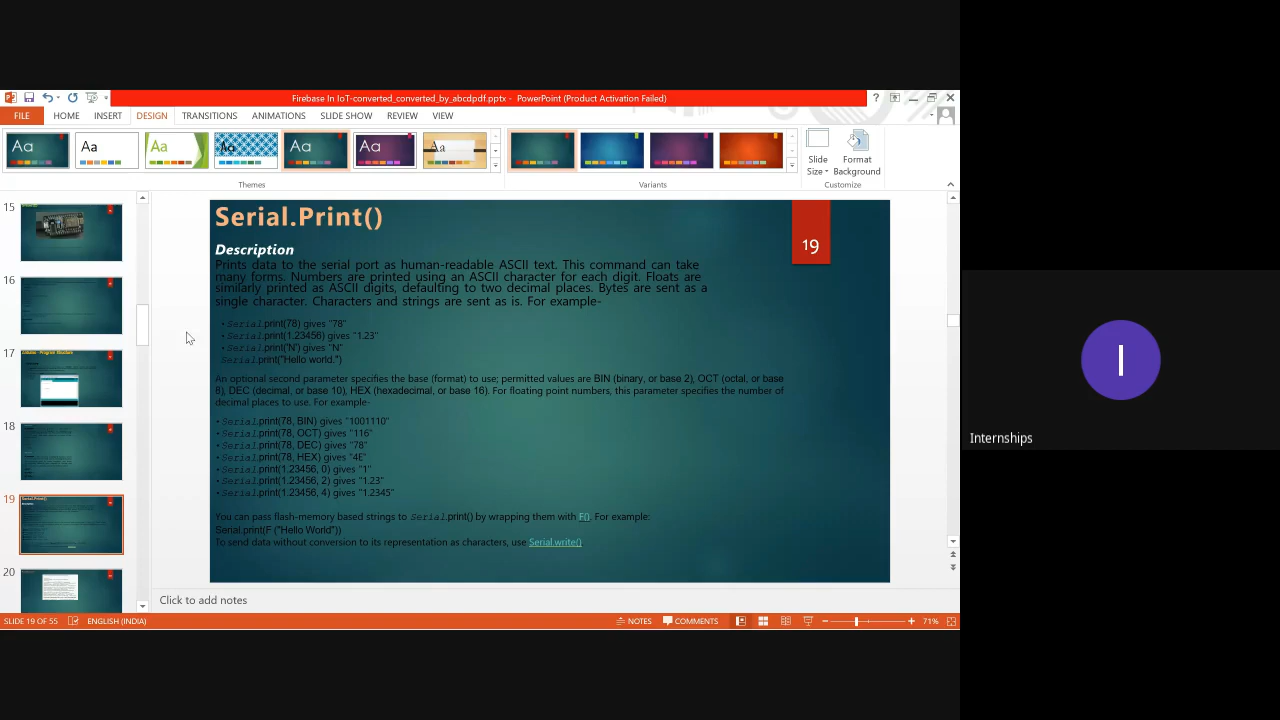 Firebase In IoT-converted_converted_by_abcdpdf.pptx - PowerPoint (Product Activation Failed)
FILE HOME INSERT DESIGN TRANSITIONS ANIMATIONS SLIDE SHOW REVIEW VIEW
Aa Aa Aa Aa Aa Aa Aa
Slide Size Format Background
Themes Variants Customize
15
16
17
18
19
20
Serial.Print()
19
Description
Prints data to the serial port as human-readable ASCII text. This command can take
many forms. Numbers are printed using an ASCII character for each digit. Floats are
similarly printed as ASCII digits, defaulting to two decimal places. Bytes are sent as a
single character. Characters and strings are sent as is. For example-
• Serial.print(78) gives "78"
• Serial.print(1.23456) gives "1.23"
• Serial.print('N') gives "N"
Serial.print("Hello world.")
An optional second parameter specifies the base (format) to use; permitted values are BIN (binary, or base 2), OCT (octal, or base
8), DEC (decimal, or base 10), HEX (hexadecimal, or base 16). For floating point numbers, this parameter specifies the number of
decimal places to use. For example-
• Serial.print(78, BIN) gives "1001110"
• Serial.print(78, OCT) gives "116"
• Serial.print(78, DEC) gives "78"
• Serial.print(78, HEX) gives "4E"
• Serial.print(1.23456, 0) gives "1"
• Serial.print(1.23456, 2) gives "1.23"
• Serial.print(1.23456, 4) gives "1.2345"
You can pass flash-memory based strings to Serial.print() by wrapping them with F(). For example:
Serial.print(F ("Hello World"))
To send data without conversion to its representation as characters, use Serial.write()
Click to add notes
SLIDE 19 OF 55 ENGLISH (INDIA) NOTES COMMENTS 71%
I
Internships